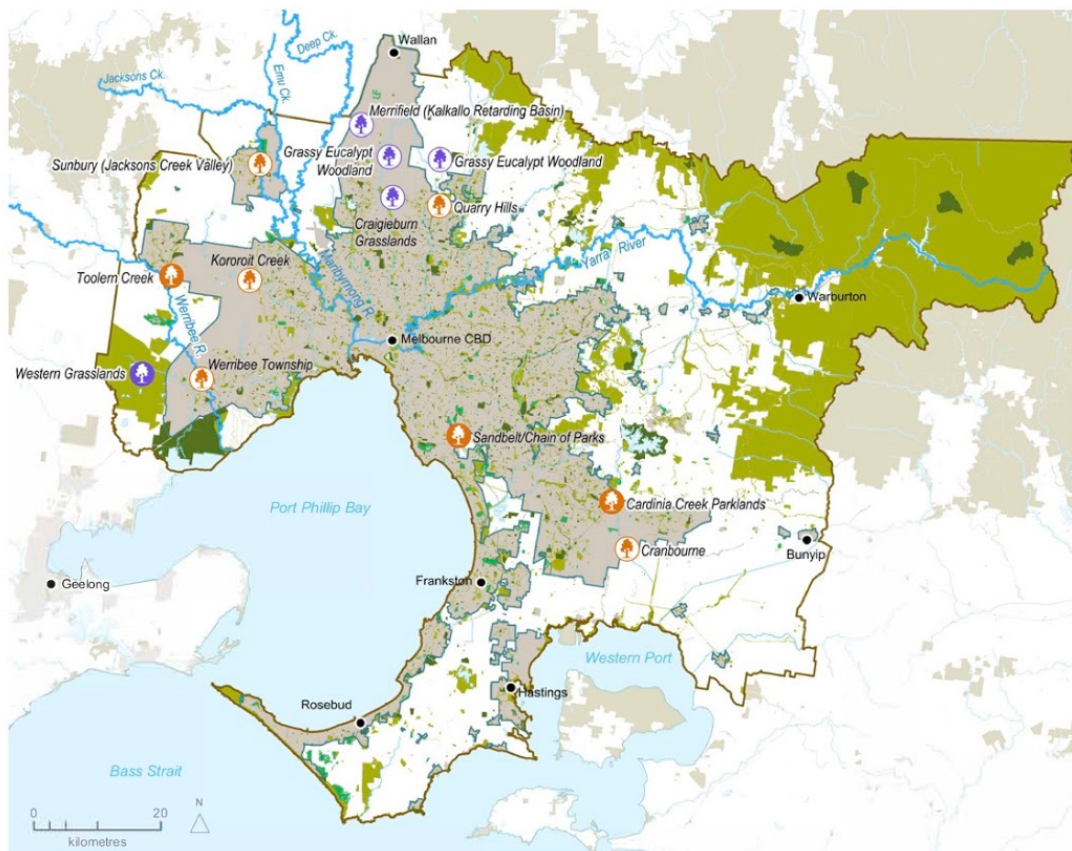 Wallan
Deep Ck.
Jacksons Ck.
Emu Ck.
Merrifield (Kalkallo Retarding Basin)
Sunbury (Jacksons Creek Valley)
Grassy Eucalypt
Woodland
Grassy Eucalypt Woodland
Craigieburn
Grasslands
Quarry Hills
Maribyrnong R.
Yarra River
Kororoit Creek
Toolern Creek
Warburton
Werribee R.
Melbourne CBD
Western Grasslands
Werribee Township
Sandbelt/Chain of Parks
Port Phillip Bay
Cardinia Creek Parklands
Cranbourne
Bunyip
Geelong
Frankston
Western Port
Hastings
Rosebud
Bass Strait
0 20
kilometres
N